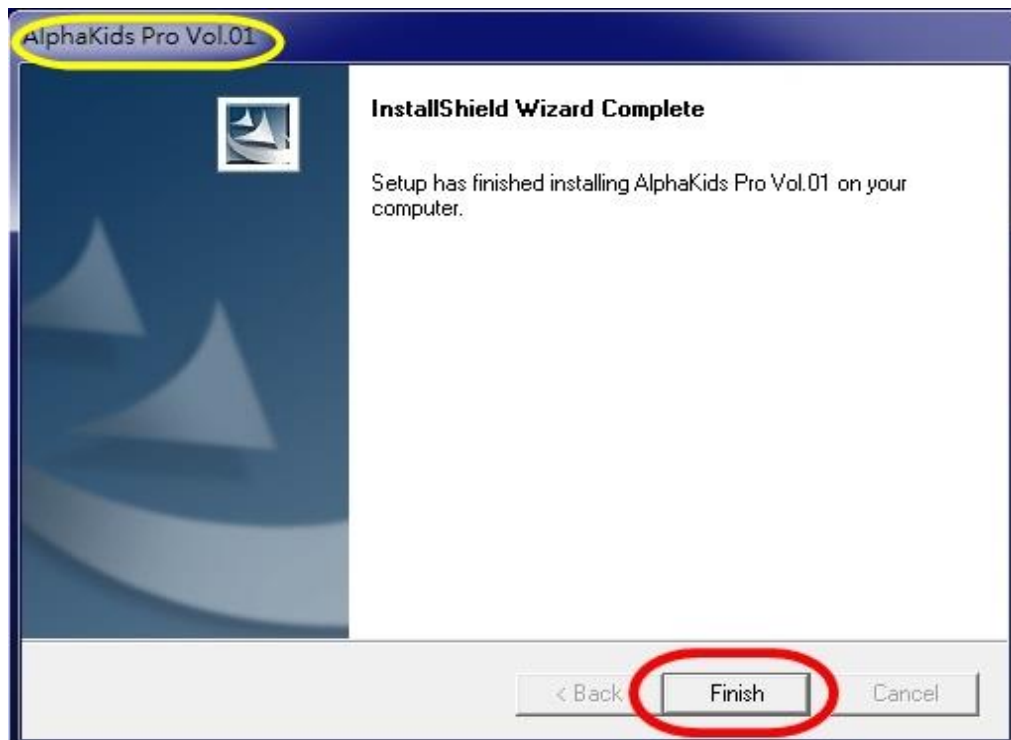 AlphaKids Pro Vol.01
InstallShield Wizard Complete
Setup has finished installing AlphaKids Pro Vol.01 on your
computer.
< Back
Finish
Cancel